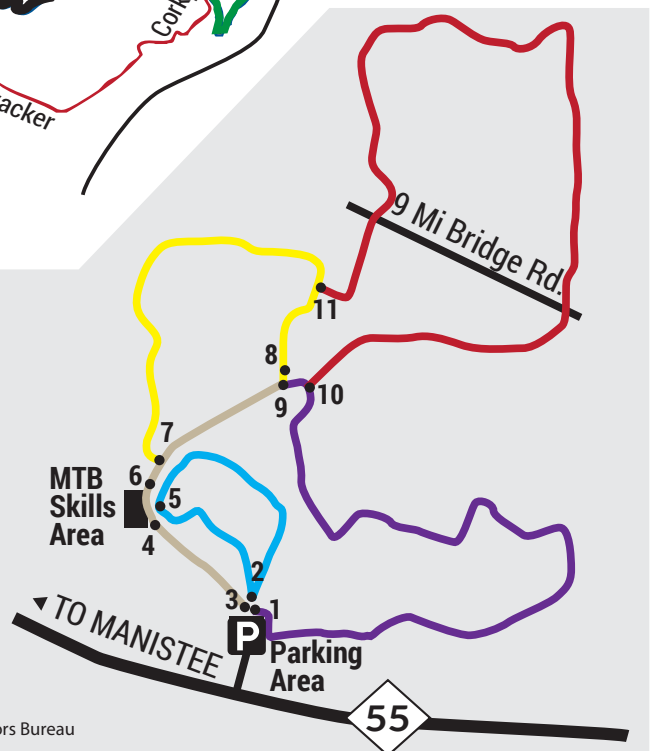 Cork
acker
9 Mi Bridge Rd.
11
8
9
10
7
6
MTB
Skills
Area
5
4
2
3
1
◄ TO MANISTEE
P
Parking
Area
55
ors Bureau